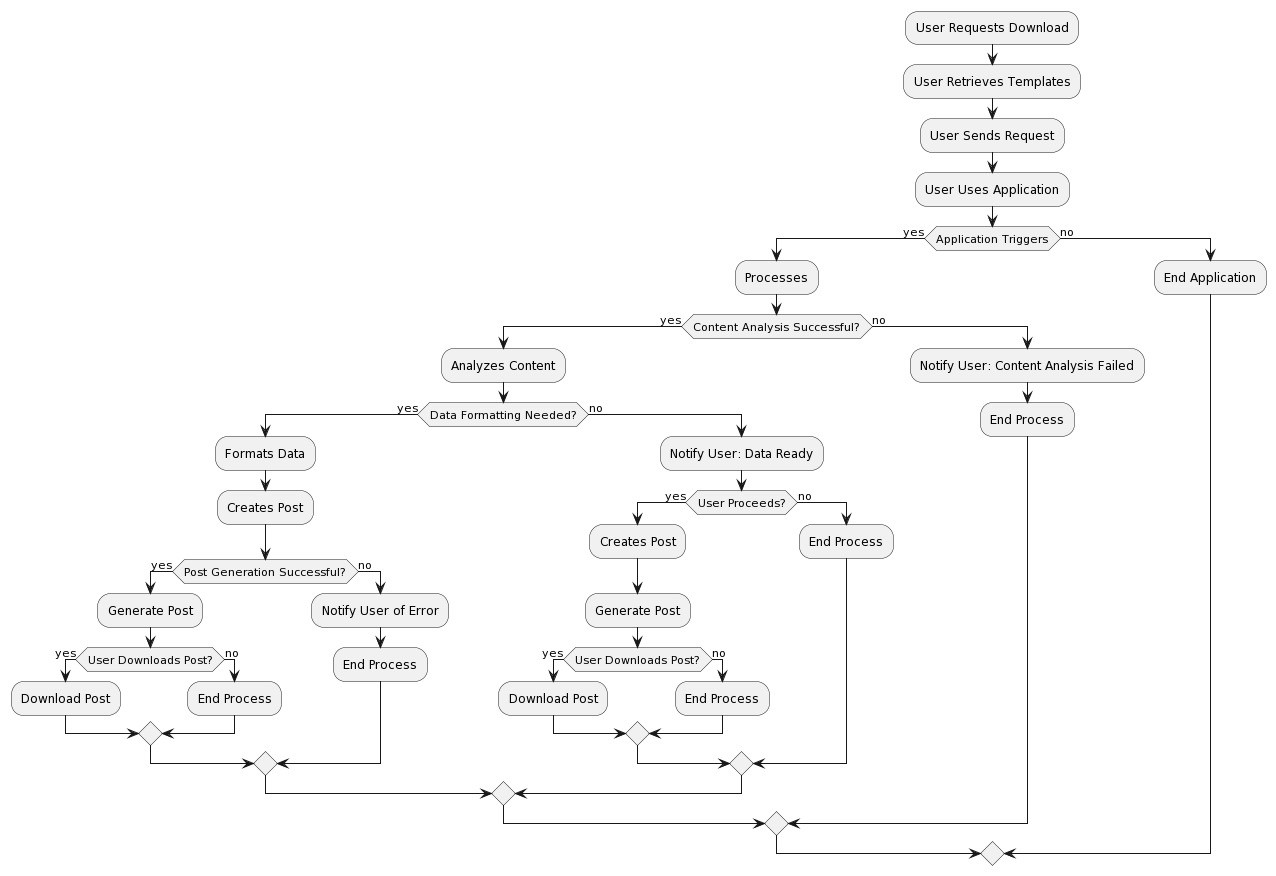 User Requests Download
User Retrieves Templates
User Sends Request
User Uses Application
yes
Application Triggers
no
Processes
End Application
yes
Content Analysis Successful?
no
Analyzes Content
Notify User: Content Analysis Failed
yes
Data Formatting Needed?
no
End Process
Formats Data
Notify User: Data Ready
yes
User Proceeds?
no
Creates Post
Creates Post
End Process
yes
Post Generation Successful?
no
Generate Post
Notify User of Error
Generate Post
yes
User Downloads Post?
no
End Process
yes
User Downloads Post?
no
Download Post
End Process
Download Post
End Process